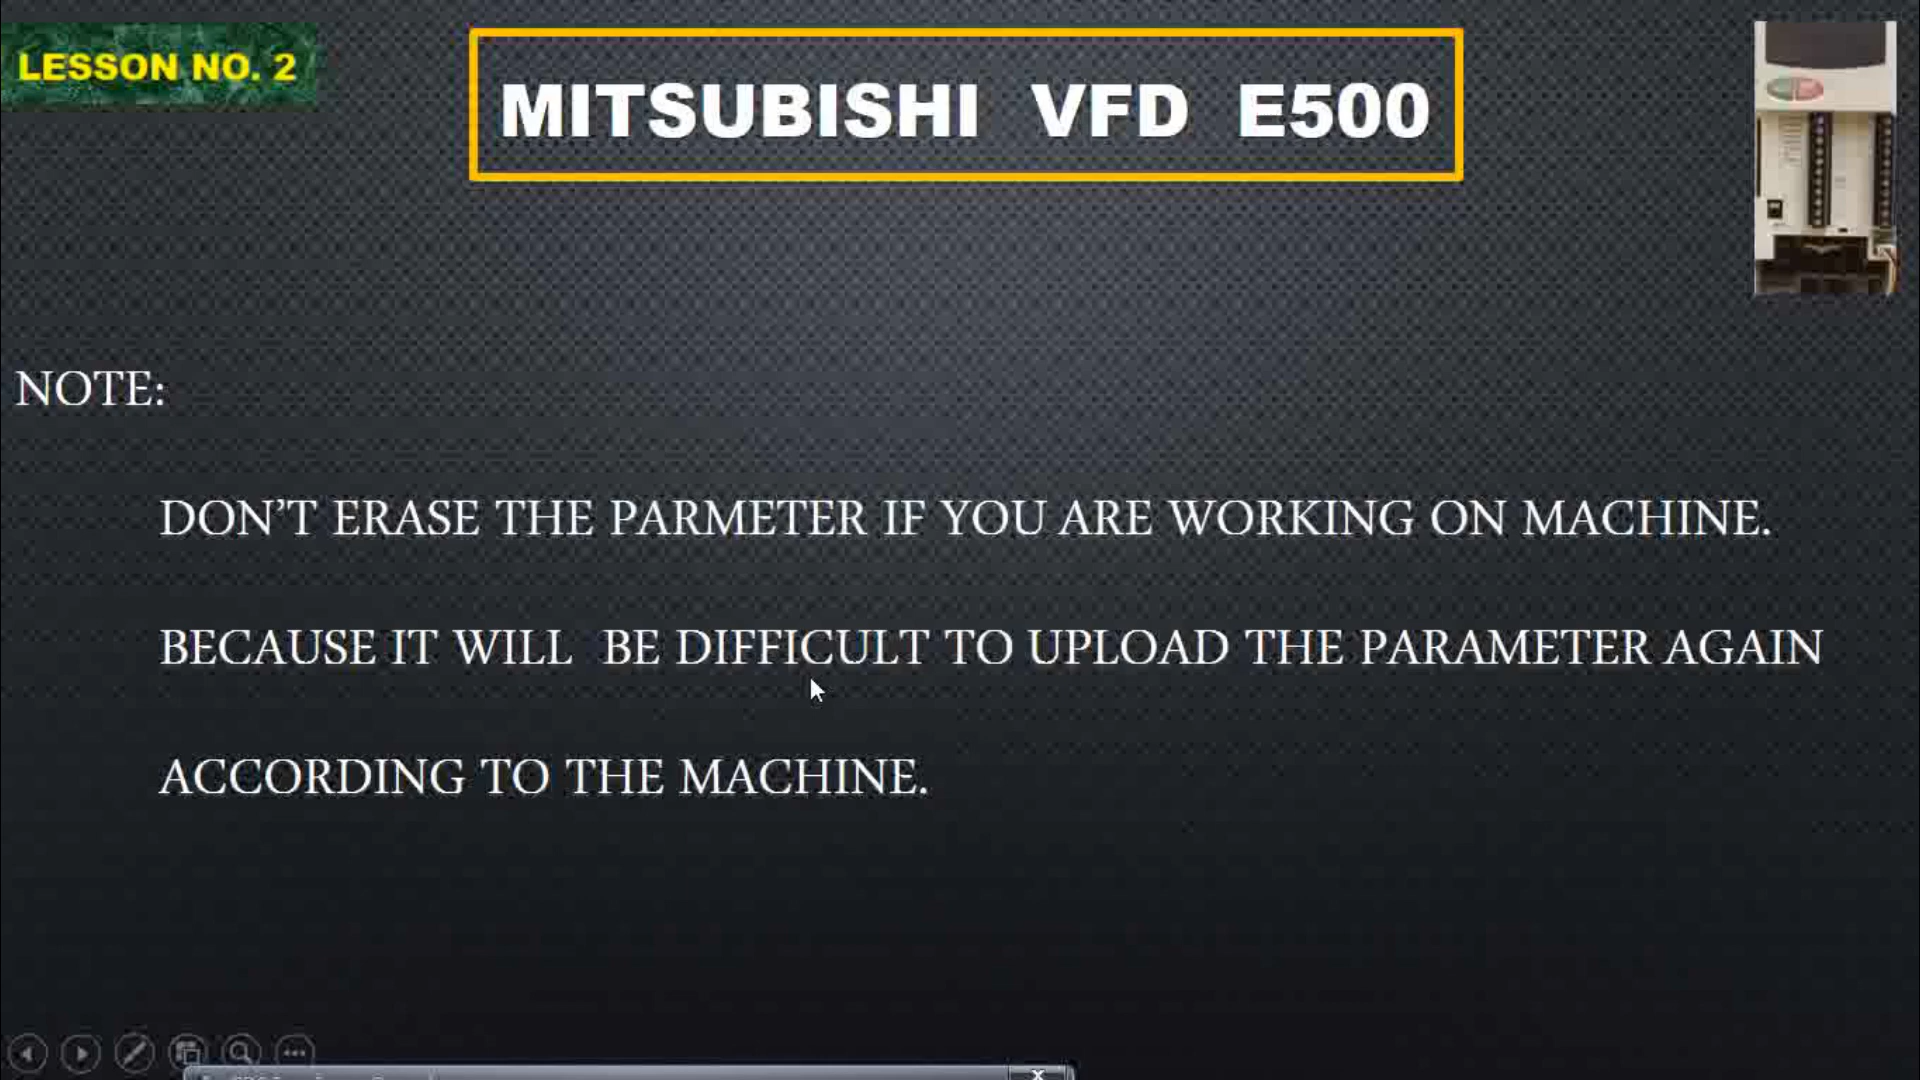 LESSON NO. 2
MITSUBISHI VFD E500
NOTE:
DON'T ERASE THE PARMETER IF YOU ARE WORKING ON MACHINE.
BECAUSE IT WILL BE DIFFICULT TO UPLOAD THE PARAMETER AGAIN
ACCORDING TO THE MACHINE.